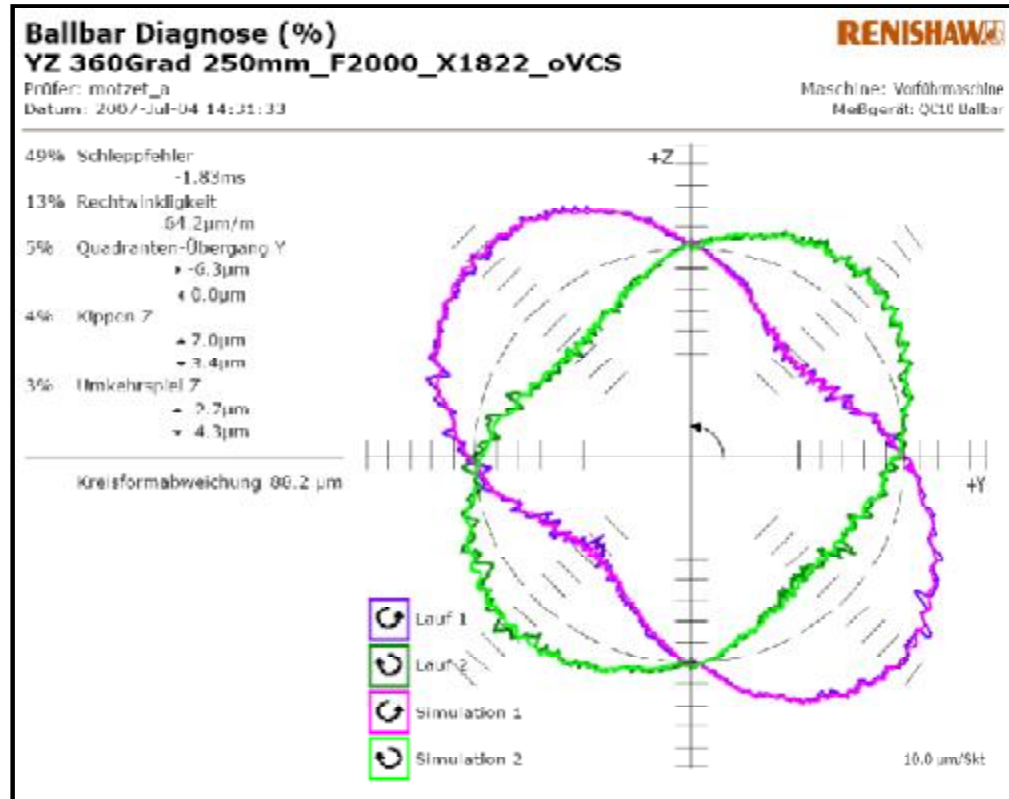 Ballbar Diagnose (%)
RENISHAW
YZ 360Grad 250mm_F2000_X1822_oVCS
Prüfer: motzet_a
Maschine: Vorführmaschine
Datum: 2007-Jul-04 14:31:33
Meßgerät: QC10 Ballbar
49% Schleppfehler
-1.83ms
13% Rechtwinkligkeit
64.2µm/m
5% Quadranten-Übergang Y
▸ -6.3µm
◂ 0.0µm
4% Kippen Z
▴ 7.0µm
▾ -3.4µm
3% Umkehrspiel Z
▴ -2.7µm
▾ -4.3µm
Kreisformabweichung 88.2 µm
+Z
+Y
Lauf 1
Lauf 2
Simulation 1
Simulation 2
10.0 µm/Skt